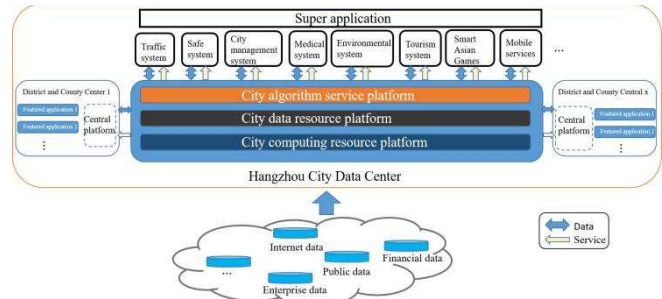 Super application
Traffic
system
Safe
system
City
management
system
Medical
system
Environmental
system
Tourism
system
Smart
Asian
Games
Mobile
services
...
District and County Center 1
Featured application 1
Featured application 2
⋮
Central
platform
City algorithm service platform
City data resource platform
City computing resource platform
District and County Central x
Central
platform
Featured application 1
Featured application 2
⋮
Hangzhou City Data Center
Internet data
Financial data
...
Public data
Enterprise data
Data
Service